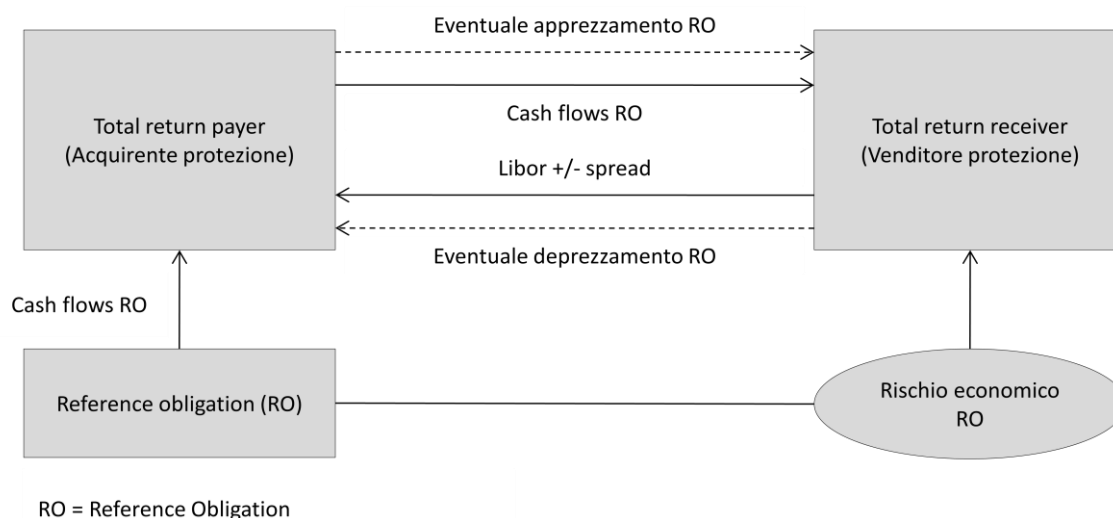 Eventuale apprezzamento RO
Total return payer
(Acquirente protezione)
Cash flows RO
Libor +/- spread
Total return receiver
(Venditore protezione)
Eventuale deprezzamento RO
Cash flows RO
Reference obligation (RO)
Rischio economico
RO
RO = Reference Obligation